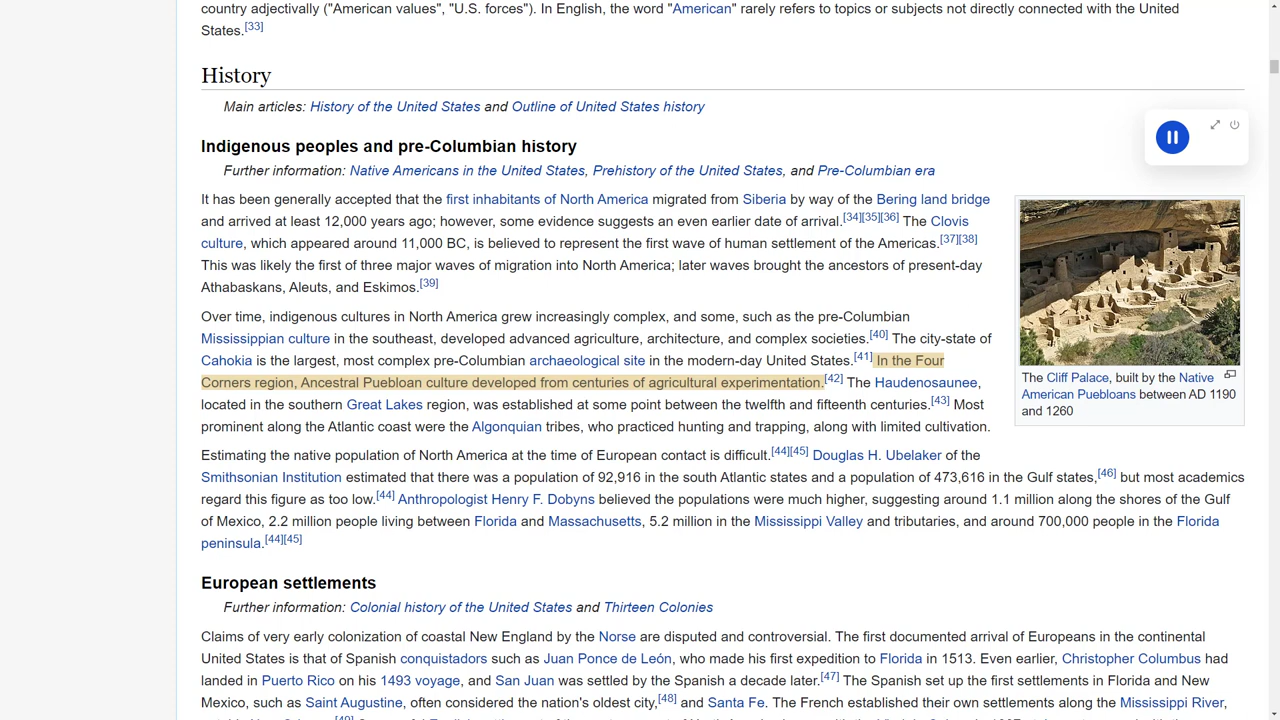 country adjectivally ("American values", "U.S. forces"). In English, the word "American" rarely refers to topics or subjects not directly connected with the United
States.[33]
History
Main articles: History of the United States and Outline of United States history
Indigenous peoples and pre-Columbian history
Further information: Native Americans in the United States, Prehistory of the United States, and Pre-Columbian era
It has been generally accepted that the first inhabitants of North America migrated from Siberia by way of the Bering land bridge
and arrived at least 12,000 years ago; however, some evidence suggests an even earlier date of arrival.[34][35][36] The Clovis
culture, which appeared around 11,000 BC, is believed to represent the first wave of human settlement of the Americas.[37][38]
This was likely the first of three major waves of migration into North America; later waves brought the ancestors of present-day
Athabaskans, Aleuts, and Eskimos.[39]
Over time, indigenous cultures in North America grew increasingly complex, and some, such as the pre-Columbian
Mississippian culture in the southeast, developed advanced agriculture, architecture, and complex societies.[40] The city-state of
Cahokia is the largest, most complex pre-Columbian archaeological site in the modern-day United States.[41] In the Four
Corners region, Ancestral Puebloan culture developed from centuries of agricultural experimentation.[42] The Haudenosaunee,
located in the southern Great Lakes region, was established at some point between the twelfth and fifteenth centuries.[43] Most
prominent along the Atlantic coast were the Algonquian tribes, who practiced hunting and trapping, along with limited cultivation.
The Cliff Palace, built by the Native
American Puebloans between AD 1190
and 1260
Estimating the native population of North America at the time of European contact is difficult.[44][45] Douglas H. Ubelaker of the
Smithsonian Institution estimated that there was a population of 92,916 in the south Atlantic states and a population of 473,616 in the Gulf states,[46] but most academics
regard this figure as too low.[44] Anthropologist Henry F. Dobyns believed the populations were much higher, suggesting around 1.1 million along the shores of the Gulf
of Mexico, 2.2 million people living between Florida and Massachusetts, 5.2 million in the Mississippi Valley and tributaries, and around 700,000 people in the Florida
peninsula.[44][45]
European settlements
Further information: Colonial history of the United States and Thirteen Colonies
Claims of very early colonization of coastal New England by the Norse are disputed and controversial. The first documented arrival of Europeans in the continental
United States is that of Spanish conquistadors such as Juan Ponce de León, who made his first expedition to Florida in 1513. Even earlier, Christopher Columbus had
landed in Puerto Rico on his 1493 voyage, and San Juan was settled by the Spanish a decade later.[47] The Spanish set up the first settlements in Florida and New
Mexico, such as Saint Augustine, often considered the nation's oldest city,[48] and Santa Fe. The French established their own settlements along the Mississippi River,